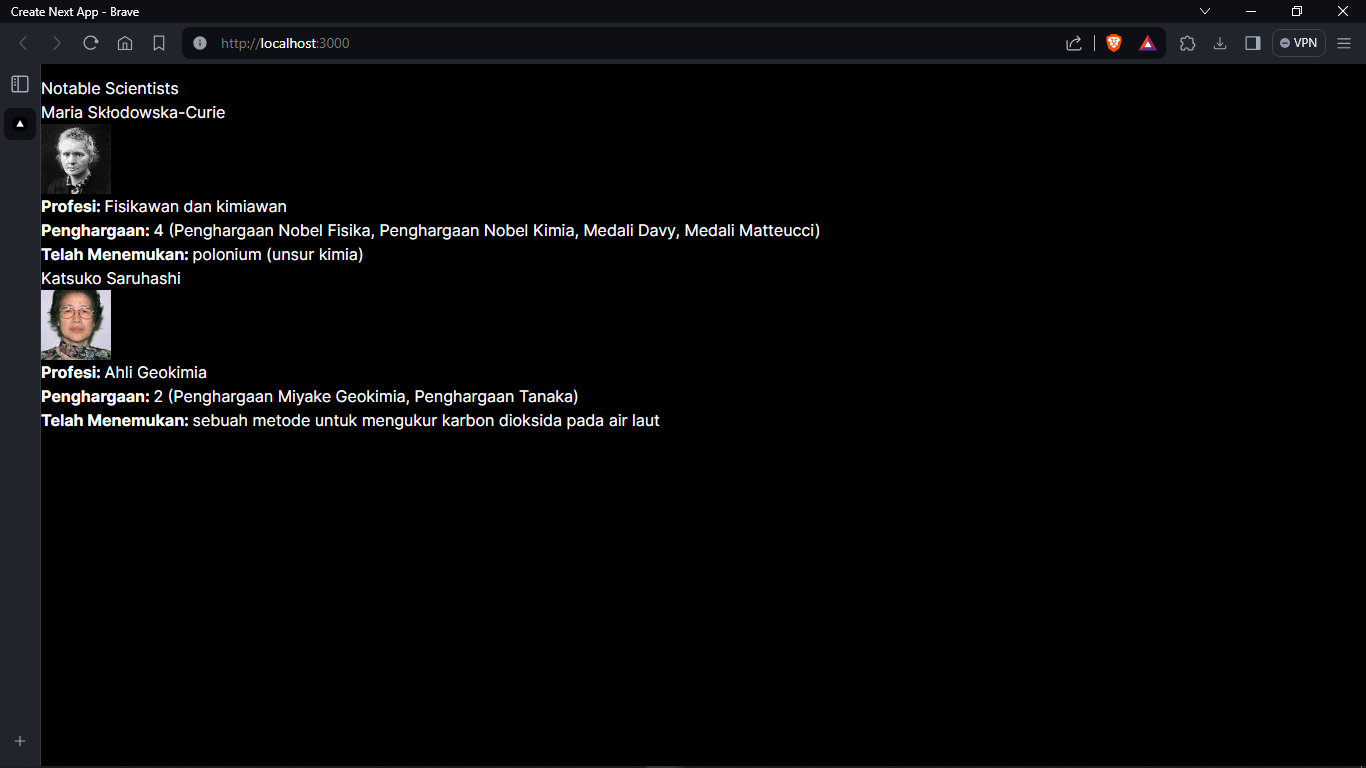 Create Next App - Brave
http://localhost:3000
VPN
Notable Scientists
Maria Skłodowska-Curie
Profesi: Fisikawan dan kimiawan
Penghargaan: 4 (Penghargaan Nobel Fisika, Penghargaan Nobel Kimia, Medali Davy, Medali Matteucci)
Telah Menemukan: polonium (unsur kimia)
Katsuko Saruhashi
Profesi: Ahli Geokimia
Penghargaan: 2 (Penghargaan Miyake Geokimia, Penghargaan Tanaka)
Telah Menemukan: sebuah metode untuk mengukur karbon dioksida pada air laut